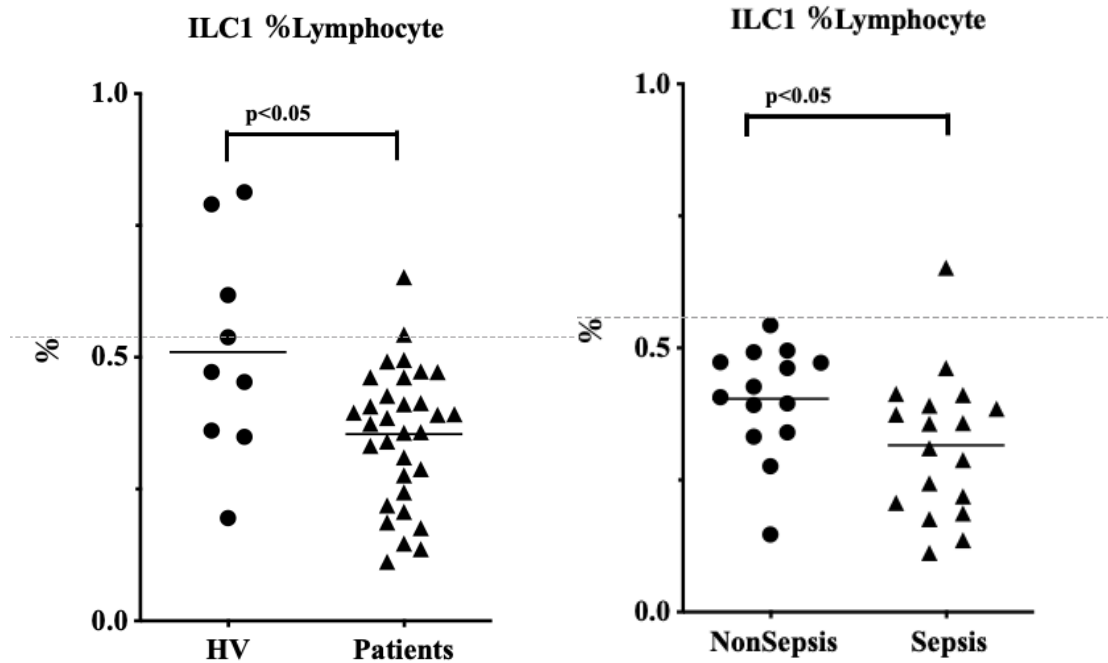 ILC1 %Lymphocyte
1.0
p<0.05
%
0.5
0.0
HV Patients
ILC1 %Lymphocyte
1.0
p<0.05
%
0.5
0.0
NonSepsis Sepsis